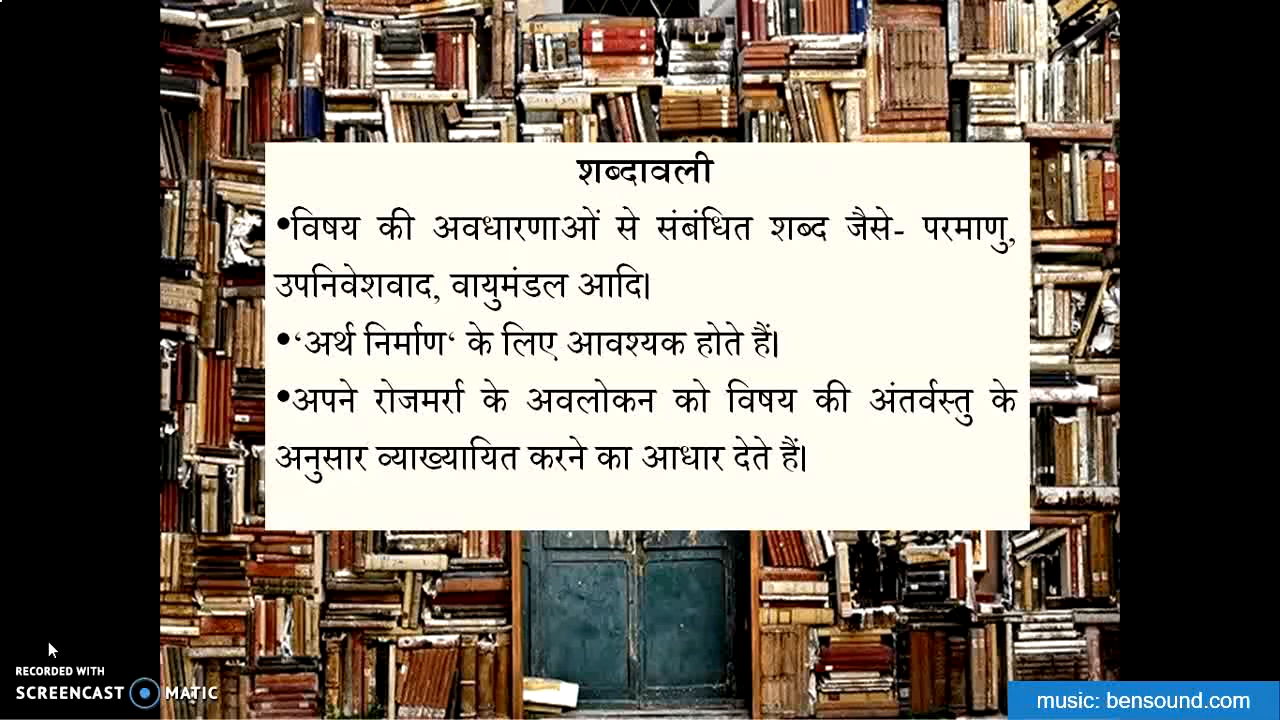 शब्दावली
•विषय की अवधारणाओं से संबंधित शब्द जैसे- परमाणु,
उपनिवेशवाद, वायुमंडल आदि।
•‘अर्थ निर्माण‘ के लिए आवश्यक होते हैं।
•अपने रोजमर्रा के अवलोकन को विषय की अंतर्वस्तु के
अनुसार व्याख्यायित करने का आधार देते हैं।
RECORDED WITH
SCREENCAST MATIC
music: bensound.com